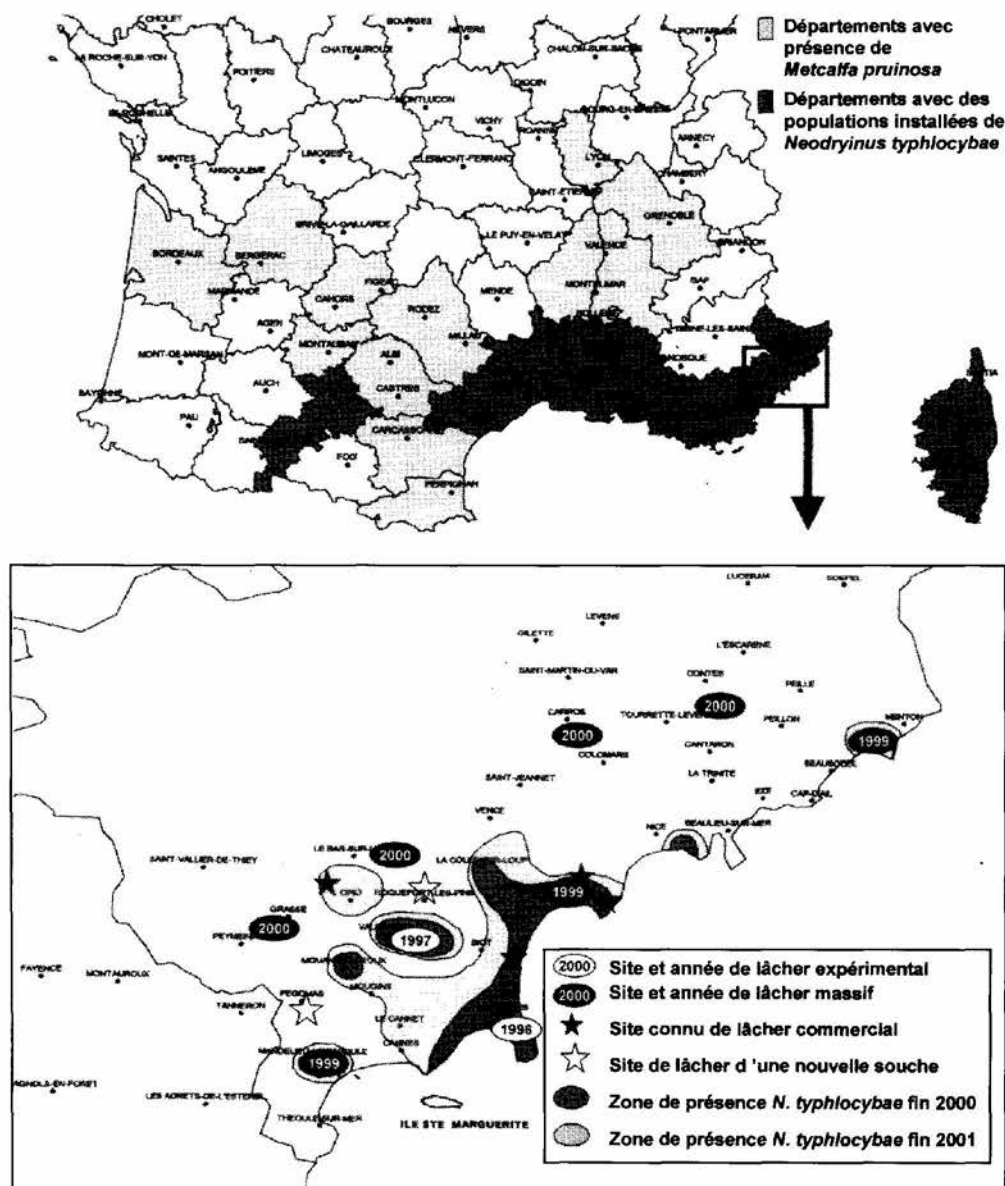 CHOLET
BOURGES
NEVERS
PONTARLIER
LA ROCHE-SUR-YON
CHATEAUROUX
CHALON-SUR-SAONE
POITIERS
MONTLUCON
VICHY
BOURG-EN-BRESSE
ROANNE
ANNECY
SAINTES
ANGOULEME
LIMOGES
CLERMONT-FERRAND
LYON
CHAMBERY
SAINT-ETIENNE
BRIVE-LA-GAILLARDE
GRENOBLE
LE PUY-EN-VELAY
VALENCE
BRIANCON
BORDEAUX
BERGERAC
MARMANDE
FIGEAC
CAHORS
RODEZ
MENDE
MONTELIMAR
GAP
AGEN
MONTAUBAN
ALBI
MILLAU
MONT-DE-MARSAN
AUCH
CASTRES
BAYONNE
PAU
CARCASSONNE
FOIX
PERPIGNAN
Départements avec
présence de
Metcalfa pruinosa
Départements avec des
populations installées de
Neodryinus typhlocybae
LUCERAM
SOSPEL
LEVENS
GILETTE
L'ESCARENE
SAINT-MARTIN-DU-VAR
CONTES
PEILLE
2000
CARROS
TOURRETTE-LEVENS
PEILLON
MENTON
2000
1999
COLOMARS
CANTARON
BEAUSOLEIL
LA TRINITE
SAINT-JEANNET
EZE
CAP-D'AIL
VENCE
NICE
BEAULIEU-SUR-MER
SAINT-VALLIER-DE-THIEY
LE BAR-SUR-L
2000
LA COLLE-SUR-LOUP
OPIO
ROQUEFORT-LES-PINS
1999
GRASSE
2000
PEYMEINADE
1997
BIOT
FAYENCE
MONTAUROUX
MOUGINS
TANNERON
PEGOMAS
LE CANNET
CANNES
1998
1999
AGNOLS-EN-FORET
LES ADRETS-DE-L'ESTEREL
THEOULE-SUR-MER
ILE STE MARGUERITE
2000 Site et année de lâcher expérimental
2000 Site et année de lâcher massif
Site connu de lâcher commercial
Site de lâcher d 'une nouvelle souche
Zone de présence N. typhlocybae fin 2000
Zone de présence N. typhlocybae fin 2001